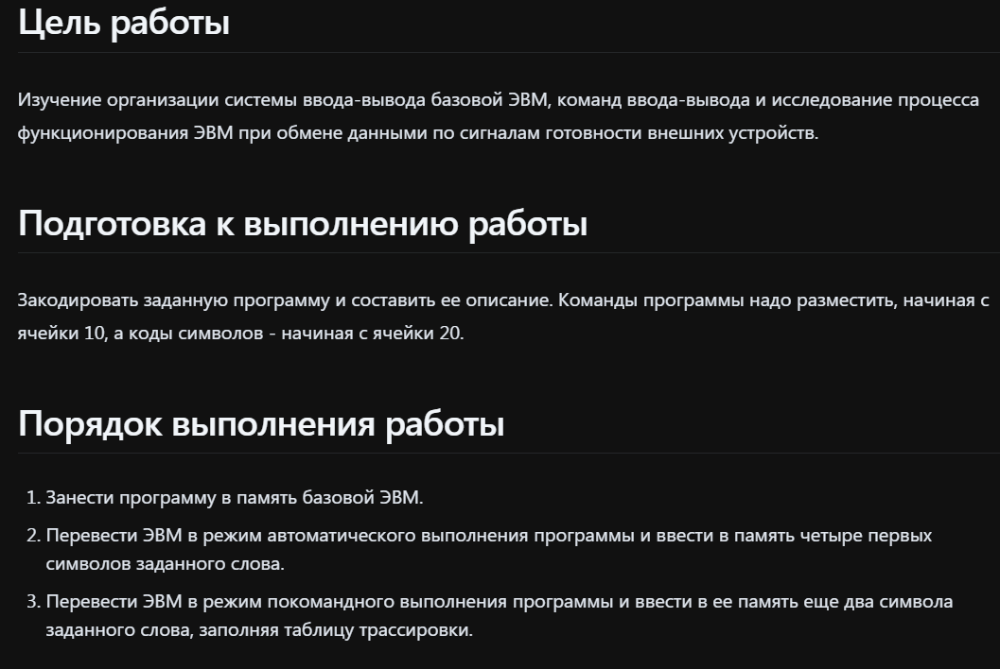 Цель работы
Изучение организации системы ввода-вывода базовой ЭВМ, команд ввода-вывода и исследование процесса
функционирования ЭВМ при обмене данными по сигналам готовности внешних устройств.
Подготовка к выполнению работы
Закодировать заданную программу и составить ее описание. Команды программы надо разместить, начиная с
ячейки 10, а коды символов - начиная с ячейки 20.
Порядок выполнения работы
1. Занести программу в память базовой ЭВМ.
2. Перевести ЭВМ в режим автоматического выполнения программы и ввести в память четыре первых
символов заданного слова.
3. Перевести ЭВМ в режим покомандного выполнения программы и ввести в ее память еще два символа
заданного слова, заполняя таблицу трассировки.